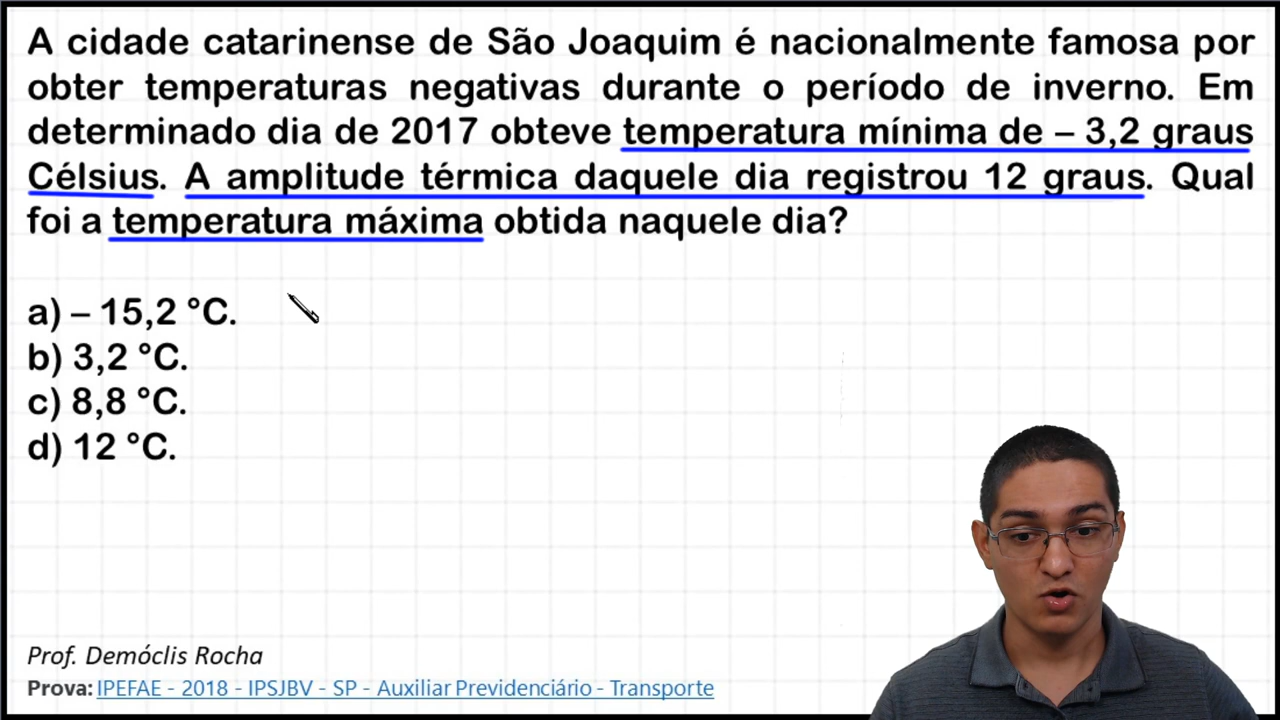 A cidade catarinense de São Joaquim é nacionalmente famosa por
obter temperaturas negativas durante o período de inverno. Em
determinado dia de 2017 obteve temperatura mínima de – 3,2 graus
Célsius. A amplitude térmica daquele dia registrou 12 graus. Qual
foi a temperatura máxima obtida naquele dia?
a) – 15,2 °C.
b) 3,2 °C.
c) 8,8 °C.
d) 12 °C.
Prof. Demóclis Rocha
Prova: IPEFAE - 2018 - IPSJBV - SP - Auxiliar Previdenciário - Transporte